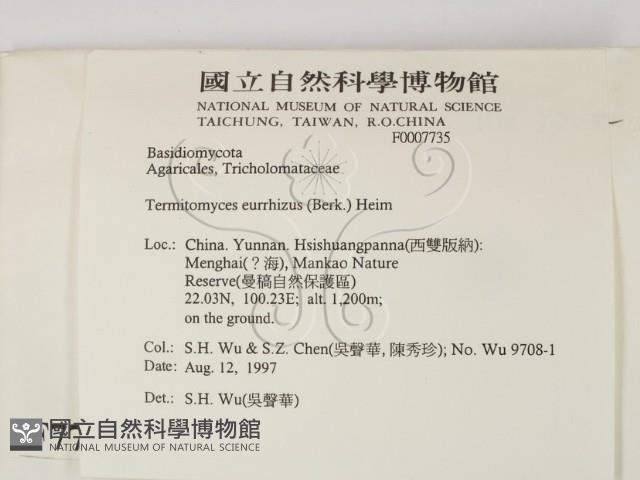 國立自然科學博物館
NATIONAL MUSEUM OF NATURAL SCIENCE
TAICHUNG, TAIWAN, R.O.CHINA
F0007735
Basidiomycota
Agaricales, Tricholomataceae
Termitomyces eurrhizus (Berk.) Heim
Loc.: China. Yunnan. Hsishuangpanna(西雙版納):
Menghai(?海), Mankao Nature
Reserve(曼稿自然保護區)
22.03N, 100.23E; alt. 1,200m;
on the ground.
Col.: S.H. Wu & S.Z. Chen(吳聲華, 陳秀珍); No. Wu 9708-1
Date: Aug. 12, 1997
Det.: S.H. Wu(吳聲華)
國立自然科學博物館
NATIONAL MUSEUM OF NATURAL SCIENCE